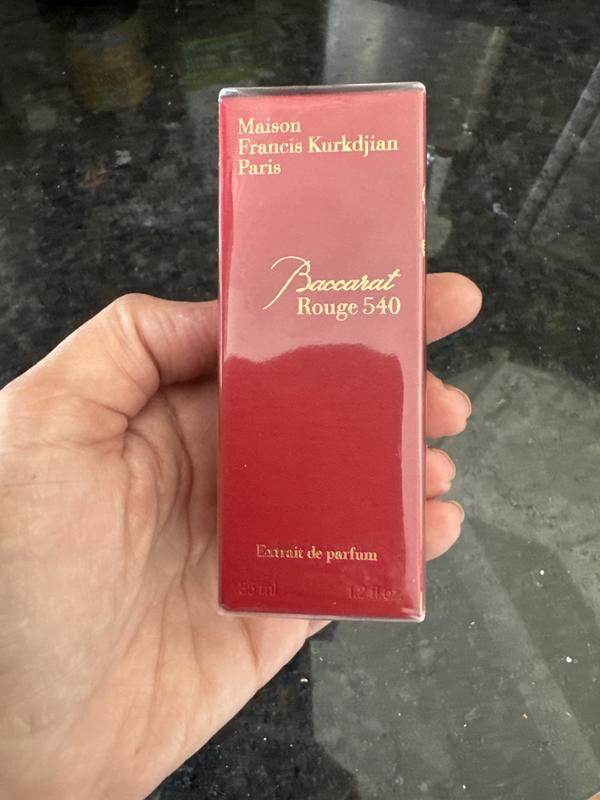 Maison
Francis Kurkdjian
Paris
Baccarat
Rouge 540
Extrait de parfum
35 ml 1.2 fl.oz.